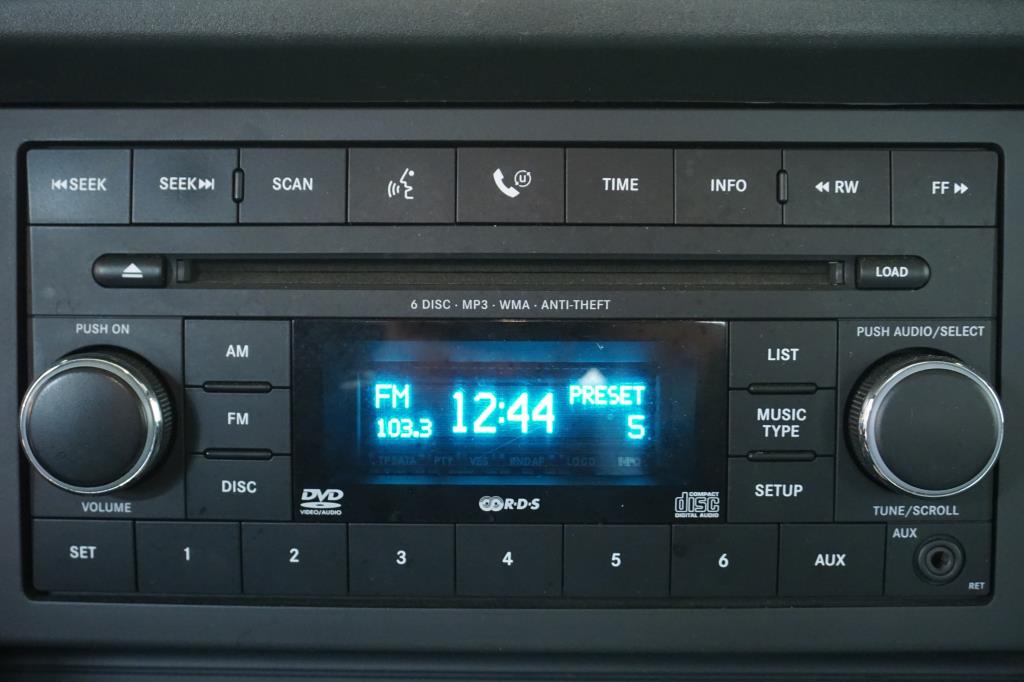 SEEK
SEEK
SCAN
TIME
INFO
RW
FF
LOAD
6 DISC · MP3 · WMA · ANTI-THEFT
PUSH ON
PUSH AUDIO/SELECT
AM
LIST
FM
12:44
PRESET
103.3
5
FM
MUSIC
TYPE
DISC
SETUP
VOLUME
TUNE/SCROLL
DVD
VIDEO/AUDIO
R·D·S
COMPACT
disc
DIGITAL AUDIO
SET
1
2
3
4
5
6
AUX
AUX
RET